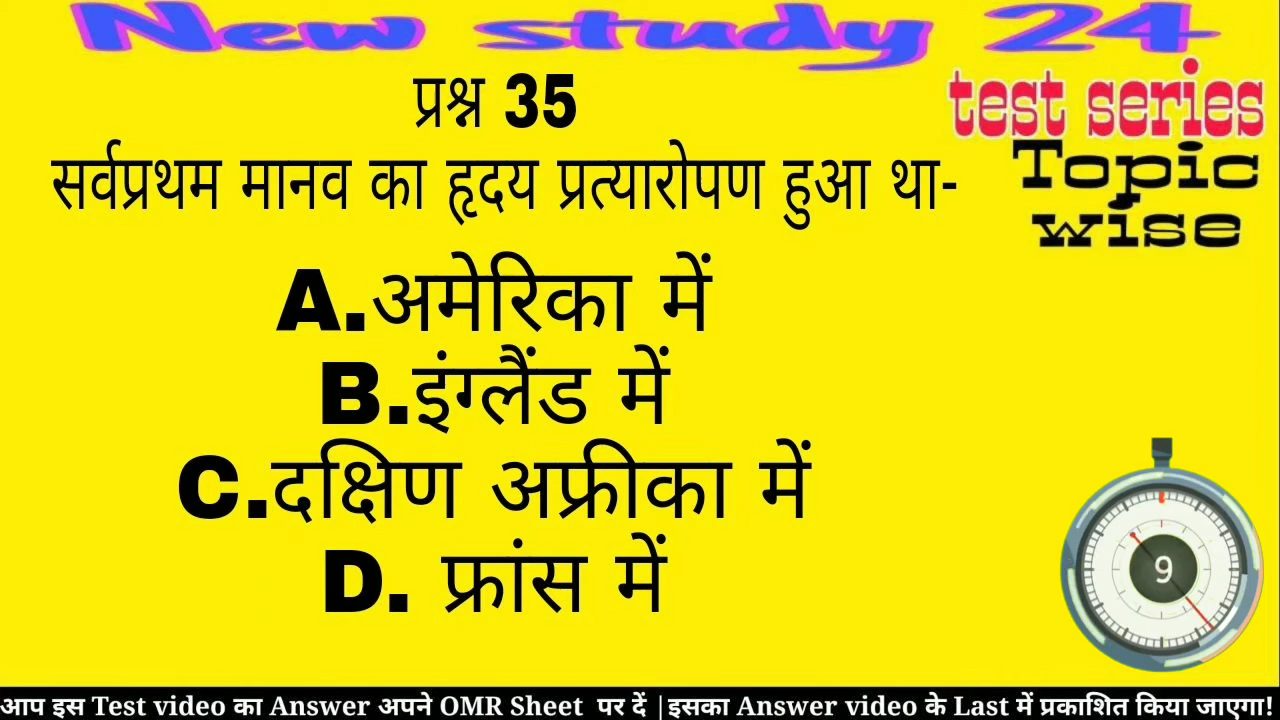 New study 24
प्रश्न 35
test series
Topic
wise
सर्वप्रथम मानव का हृदय प्रत्यारोपण हुआ था-
A.अमेरिका में
B.इंग्लैंड में
C.दक्षिण अफ्रीका में
D. फ्रांस में
9
आप इस Test video का Answer अपने OMR Sheet पर दें |इसका Answer video के Last में प्रकाशित किया जाएगा!